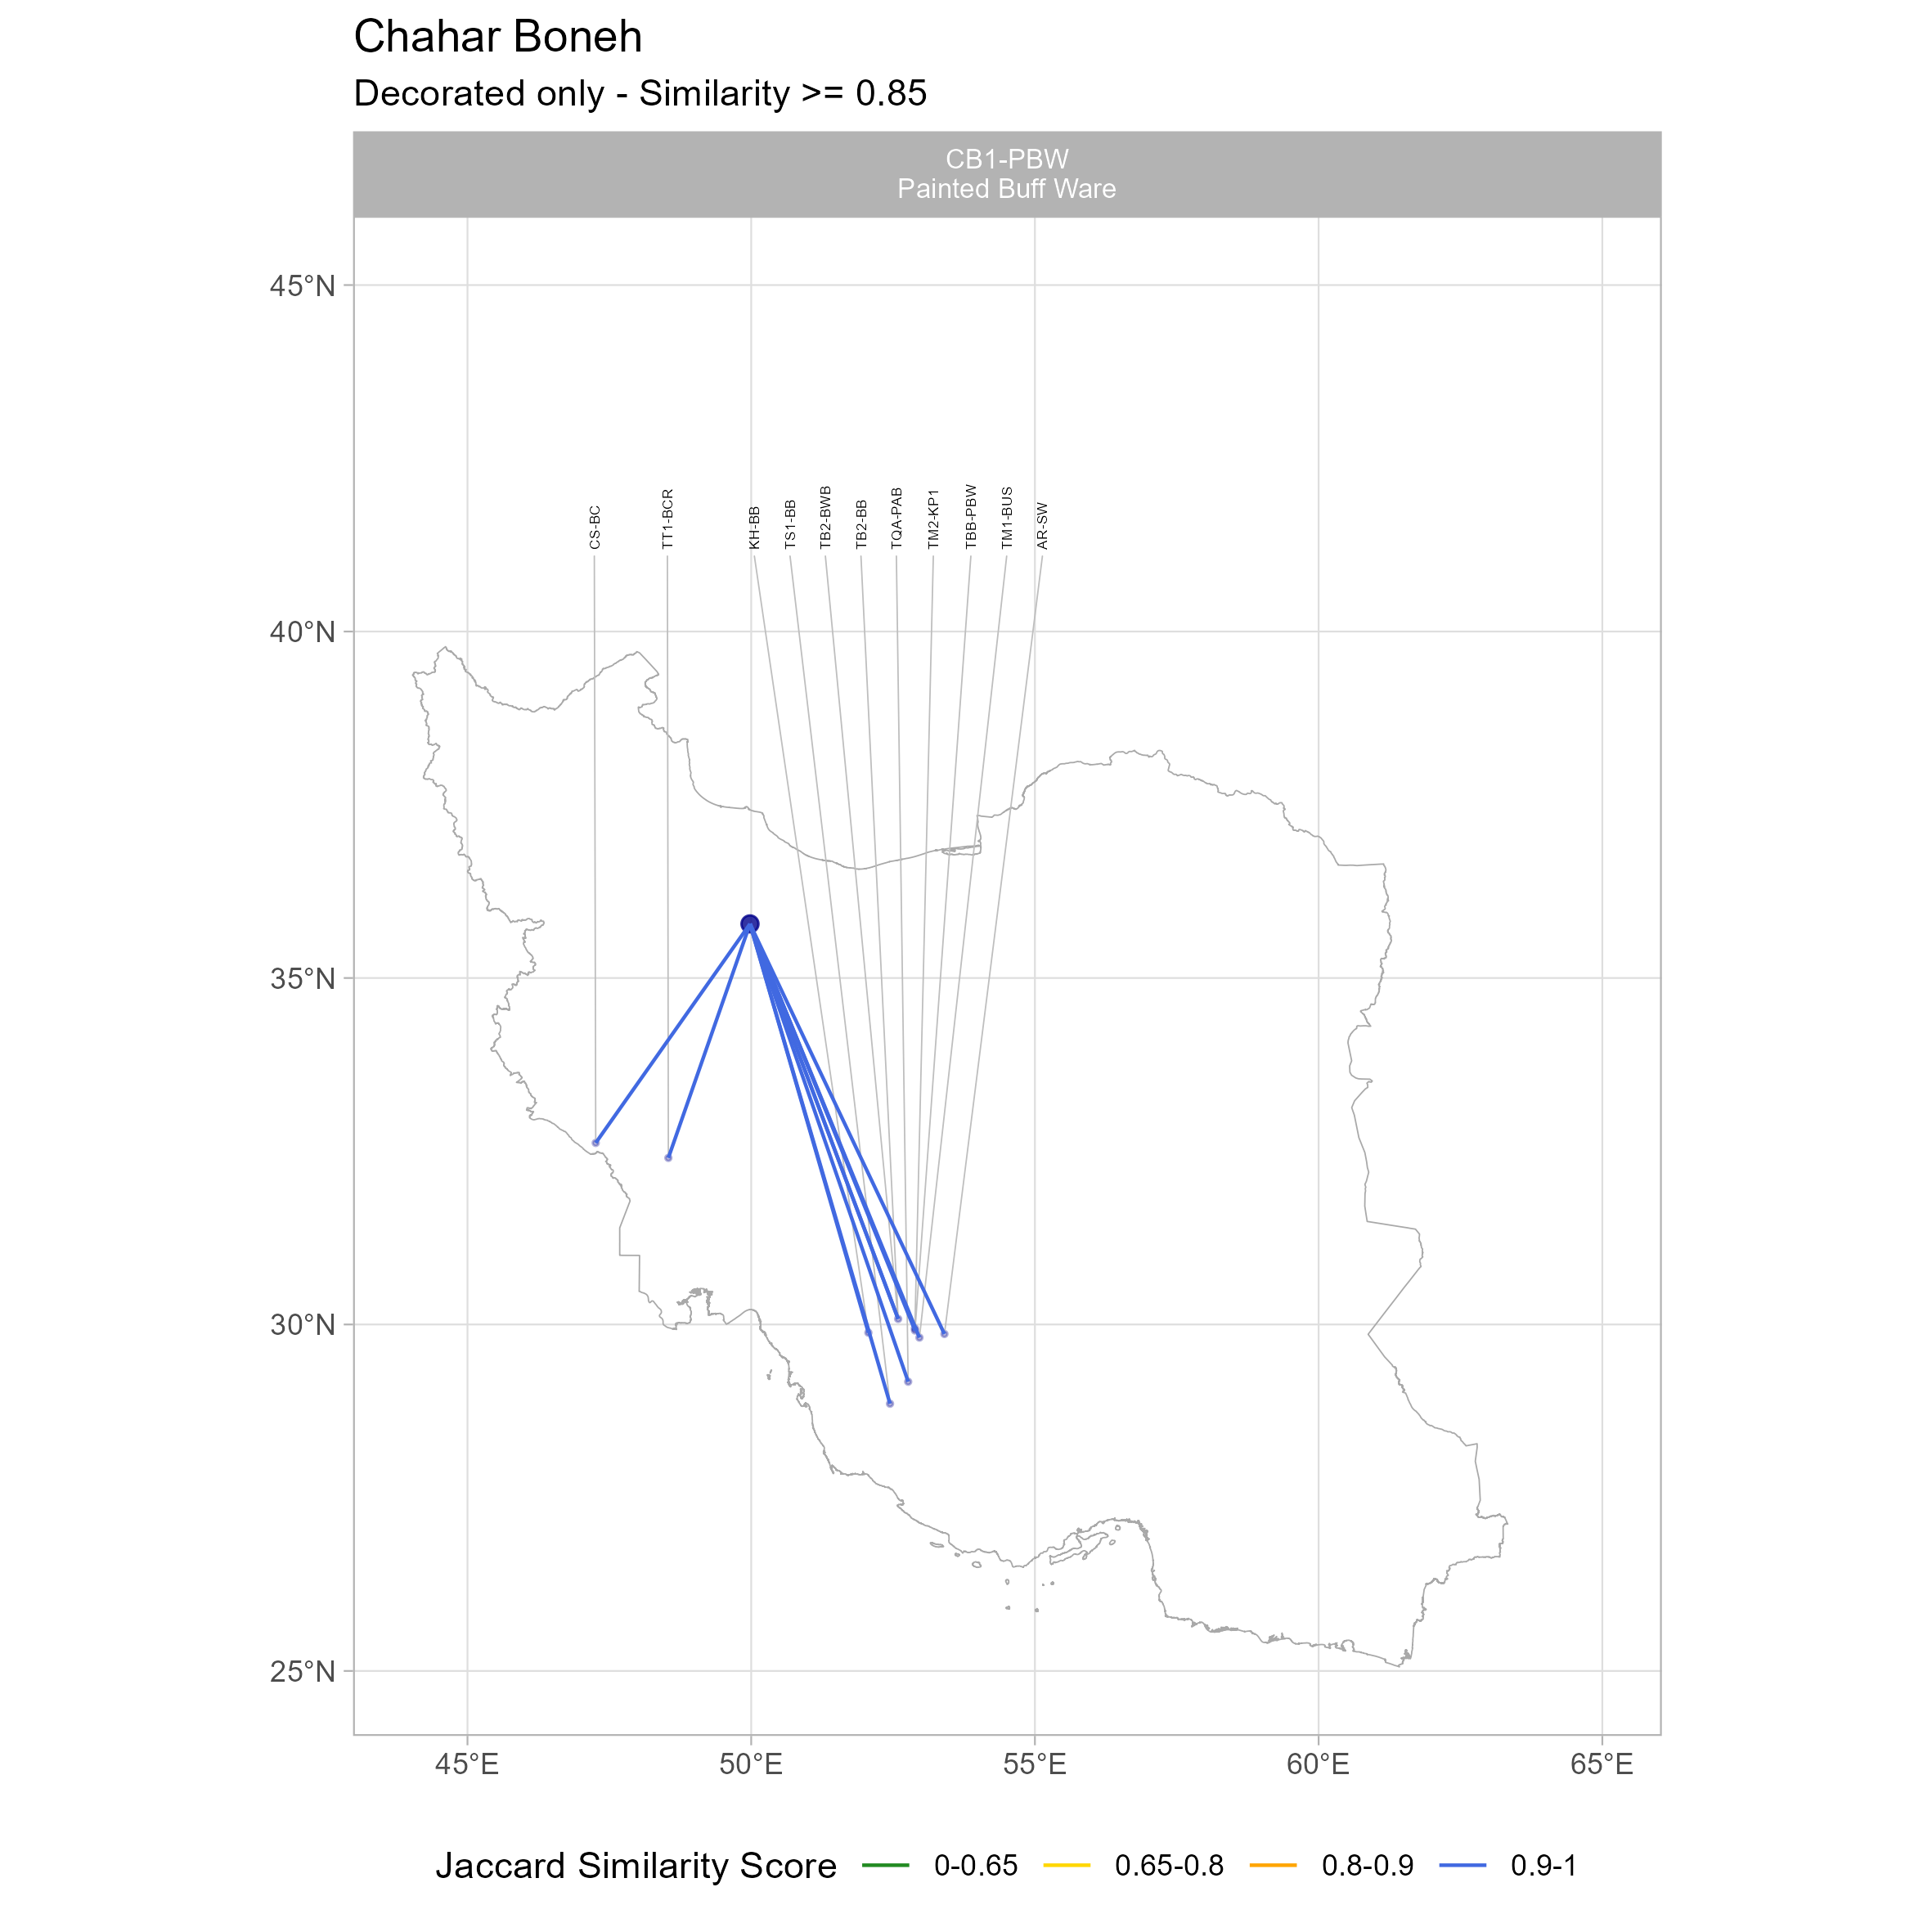 Chahar Boneh
Decorated only - Similarity >= 0.85
CB1-PBW
Painted Buff Ware
45°N
40°N
35°N
30°N
25°N
CS-BC
TT1-BCR
KH-BB
TS1-BB
TB2-BWB
TB2-BB
TQA-PAB
TM2-KP1
TBB-PBW
TM1-BUS
AR-SW
45°E 50°E 55°E 60°E 65°E
Jaccard Similarity Score 0-0.65 0.65-0.8 0.8-0.9 0.9-1